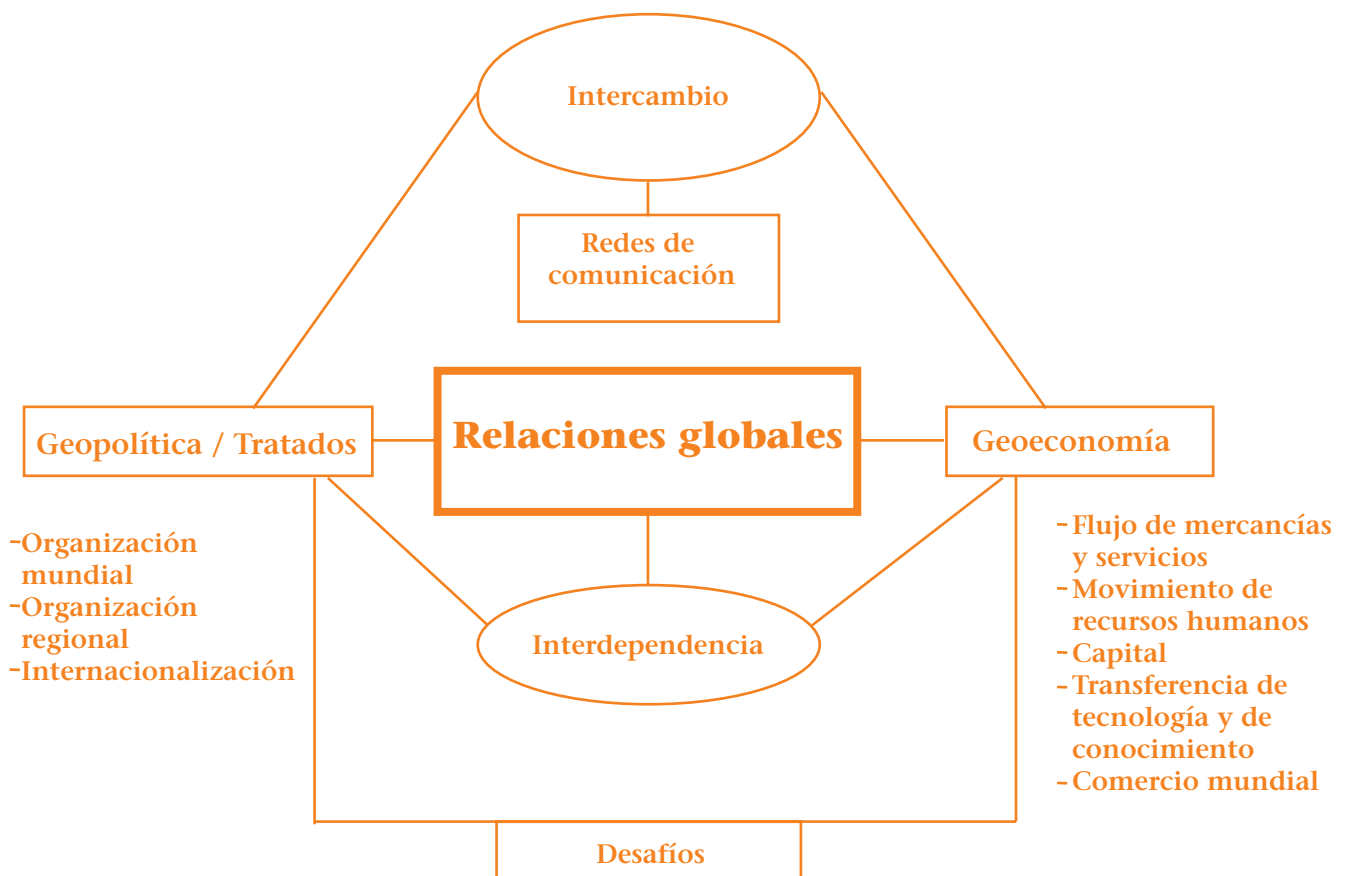 Intercambio
Redes de
comunicación
Geopolítica / Tratados
Relaciones globales
Geoeconomía
-Organización
mundial
-Organización
regional
-Internacionalización
Interdependencia
-Flujo de mercancías
y servicios
-Movimiento de
recursos humanos
-Capital
-Transferencia de
tecnología y de
conocimiento
-Comercio mundial
Desafíos